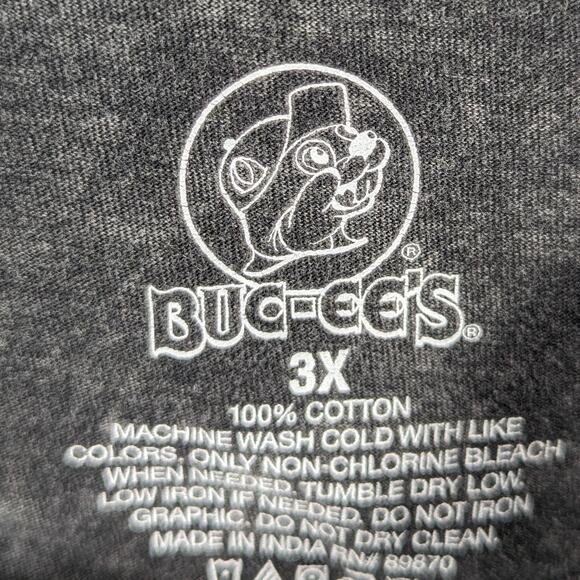 BUC-EE'S
3X
100% COTTON
MACHINE WASH COLD WITH LIKE
COLORS. ONLY NON-CHLORINE BLEACH
WHEN NEEDED. TUMBLE DRY LOW.
LOW IRON IF NEEDED. DO NOT IRON
GRAPHIC. DO NOT DRY CLEAN.
MADE IN INDIA RN# 89870